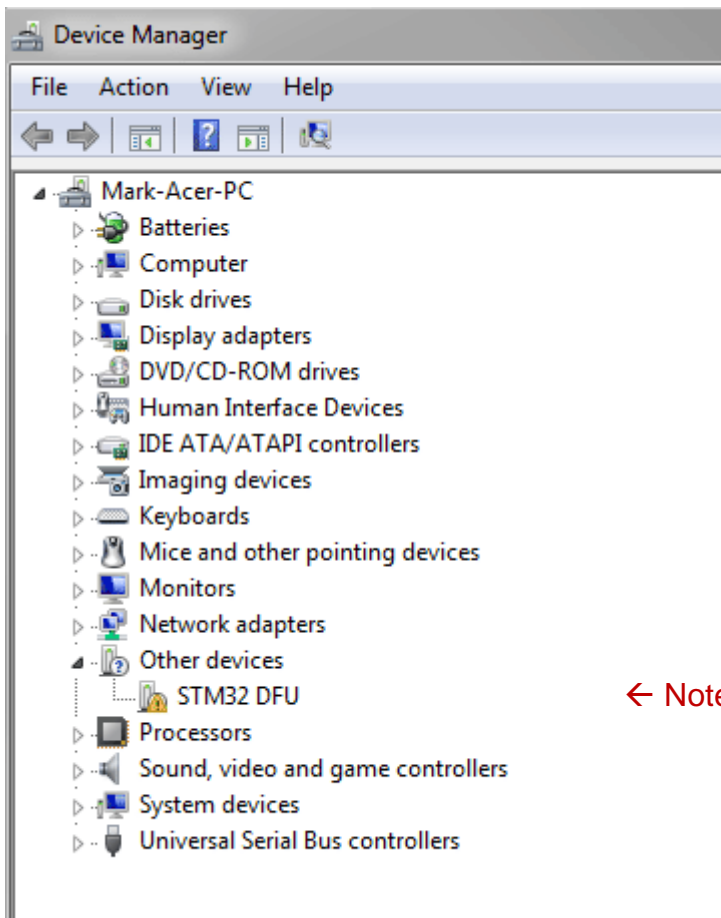 Device Manager
File Action View Help
Mark-Acer-PC
Batteries
Computer
Disk drives
Display adapters
DVD/CD-ROM drives
Human Interface Devices
IDE ATA/ATAPI controllers
Imaging devices
Keyboards
Mice and other pointing devices
Monitors
Network adapters
Other devices
STM32 DFU ← Note
Processors
Sound, video and game controllers
System devices
Universal Serial Bus controllers